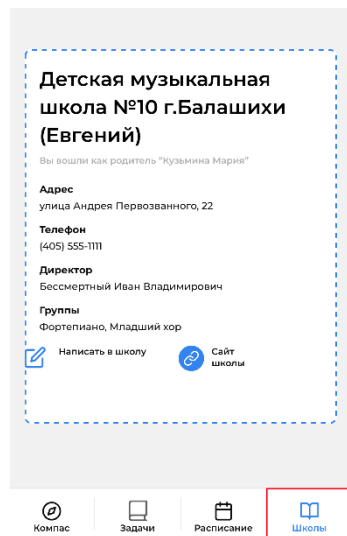 Детская музыкальная
школа №10 г.Балашихи
(Евгений)
Вы вошли как родитель "Кузьмина Мария"
Адрес
улица Андрея Первозванного, 22
Телефон
(405) 555-1111
Директор
Бессмертный Иван Владимирович
Группы
Фортепиано, Младший хор
Написать в школу
Сайт
школы
Компас
Задачи
Расписание
Школы